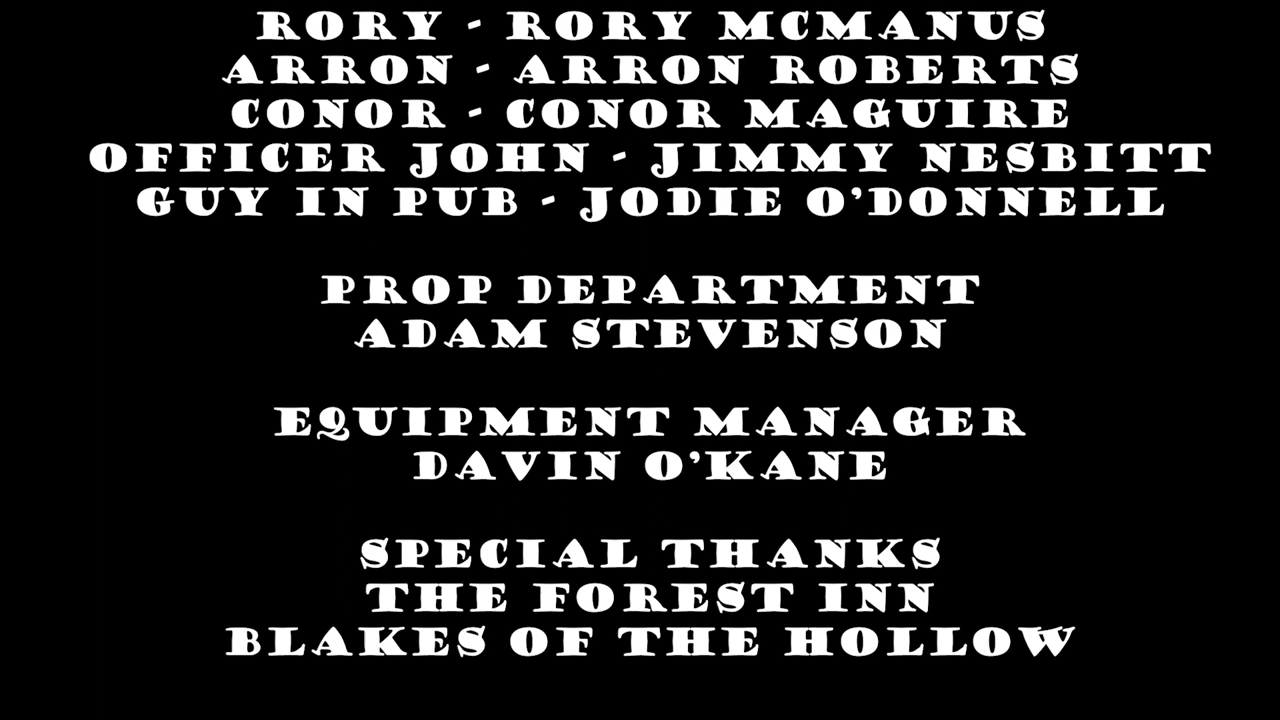 RORY - RORY MCMANUS
ARRON - ARRON ROBERTS
CONOR - CONOR MAGUIRE
OFFICER JOHN - JIMMY NESBITT
GUY IN PUB - JODIE O'DONNELL
PROP DEPARTMENT
ADAM STEVENSON
EQUIPMENT MANAGER
DAVIN O'KANE
SPECIAL THANKS
THE FOREST INN
BLAKES OF THE HOLLOW